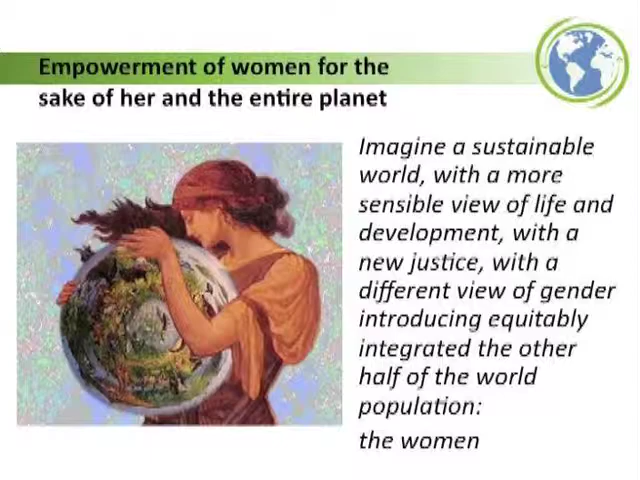 Empowerment of women for the
sake of her and the entire planet
Imagine a sustainable
world, with a more
sensible view of life and
development, with a
new justice, with a
different view of gender
introducing equitably
integrated the other
half of the world
population:
the women